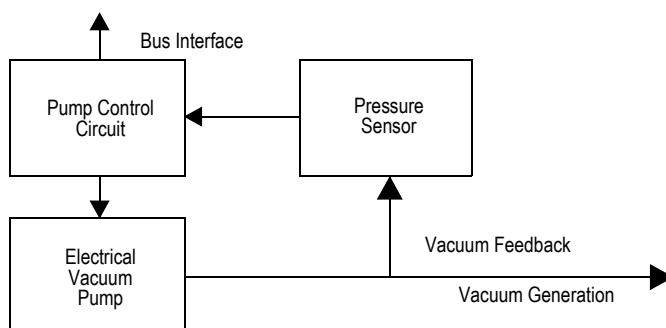 Bus Interface
Pump Control
Circuit
Pressure
Sensor
Electrical
Vacuum
Pump
Vacuum Feedback
Vacuum Generation